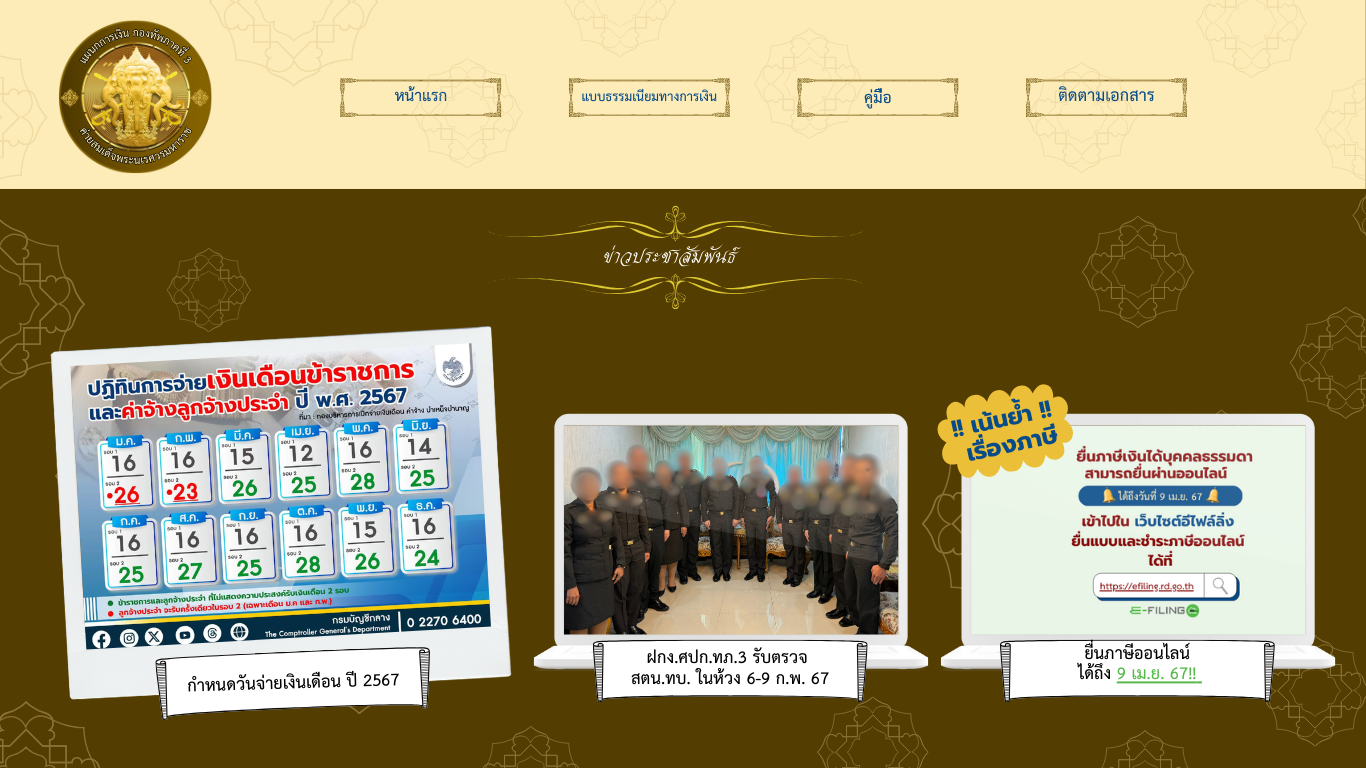 แผนกการเงิน กองทัพภาคที่ 3
ค่ายสมเด็จพระนเรศวรมหาราช
หน้าแรก
แบบธรรมเนียมทางการเงิน
คู่มือ
ติดตามเอกสาร
ข่าวประชาสัมพันธ์
ปฏิทินการจ่ายเงินเดือนข้าราชการ
และค่าจ้างลูกจ้างประจำ ปี พ.ศ. 2567
ที่มา : กองบริหารการเบิกจ่ายเงินเดือน ค่าจ้าง บำเหน็จบำนาญ
ม.ค. ก.พ. มี.ค. เม.ย. พ.ค. มิ.ย.
รอบ 1 รอบ 1 รอบ 1 รอบ 1 รอบ 1 รอบ 1
16 16 15 12 16 14
รอบ 2 รอบ 2 รอบ 2 รอบ 2 รอบ 2 รอบ 2
•26 •23 26 25 28 25
ก.ค. ส.ค. ก.ย. ต.ค. พ.ย. ธ.ค.
รอบ 1 รอบ 1 รอบ 1 รอบ 1 รอบ 1 รอบ 1
16 16 16 16 15 16
รอบ 2 รอบ 2 รอบ 2 รอบ 2 รอบ 2 รอบ 2
25 27 25 28 26 24
● ข้าราชการและลูกจ้างประจำ ที่ไม่แสดงความประสงค์รับเงินเดือน 2 รอบ
● ลูกจ้างประจำ จะรับครั้งเดียวในรอบ 2 (เฉพาะเดือน ม.ค และ ก.พ.)
กรมบัญชีกลาง
The Comptroller General's Department
0 2270 6400
กำหนดวันจ่ายเงินเดือน ปี 2567
ฝกง.ศปก.ทภ.3 รับตรวจ
สตน.ทบ. ในห้วง 6-9 ก.พ. 67
!! เน้นย้ำ !!
เรื่องภาษี
ยื่นภาษีเงินได้บุคคลธรรมดา
สามารถยื่นผ่านออนไลน์
ได้ถึงวันที่ 9 เม.ย. 67
เข้าไปใน เว็บไซต์อีไฟล์ลิ่ง
ยื่นแบบและชำระภาษีออนไลน์
ได้ที่
https://efiling.rd.go.th
E-FILING
ยื่นภาษีออนไลน์
ได้ถึง 9 เม.ย. 67!!